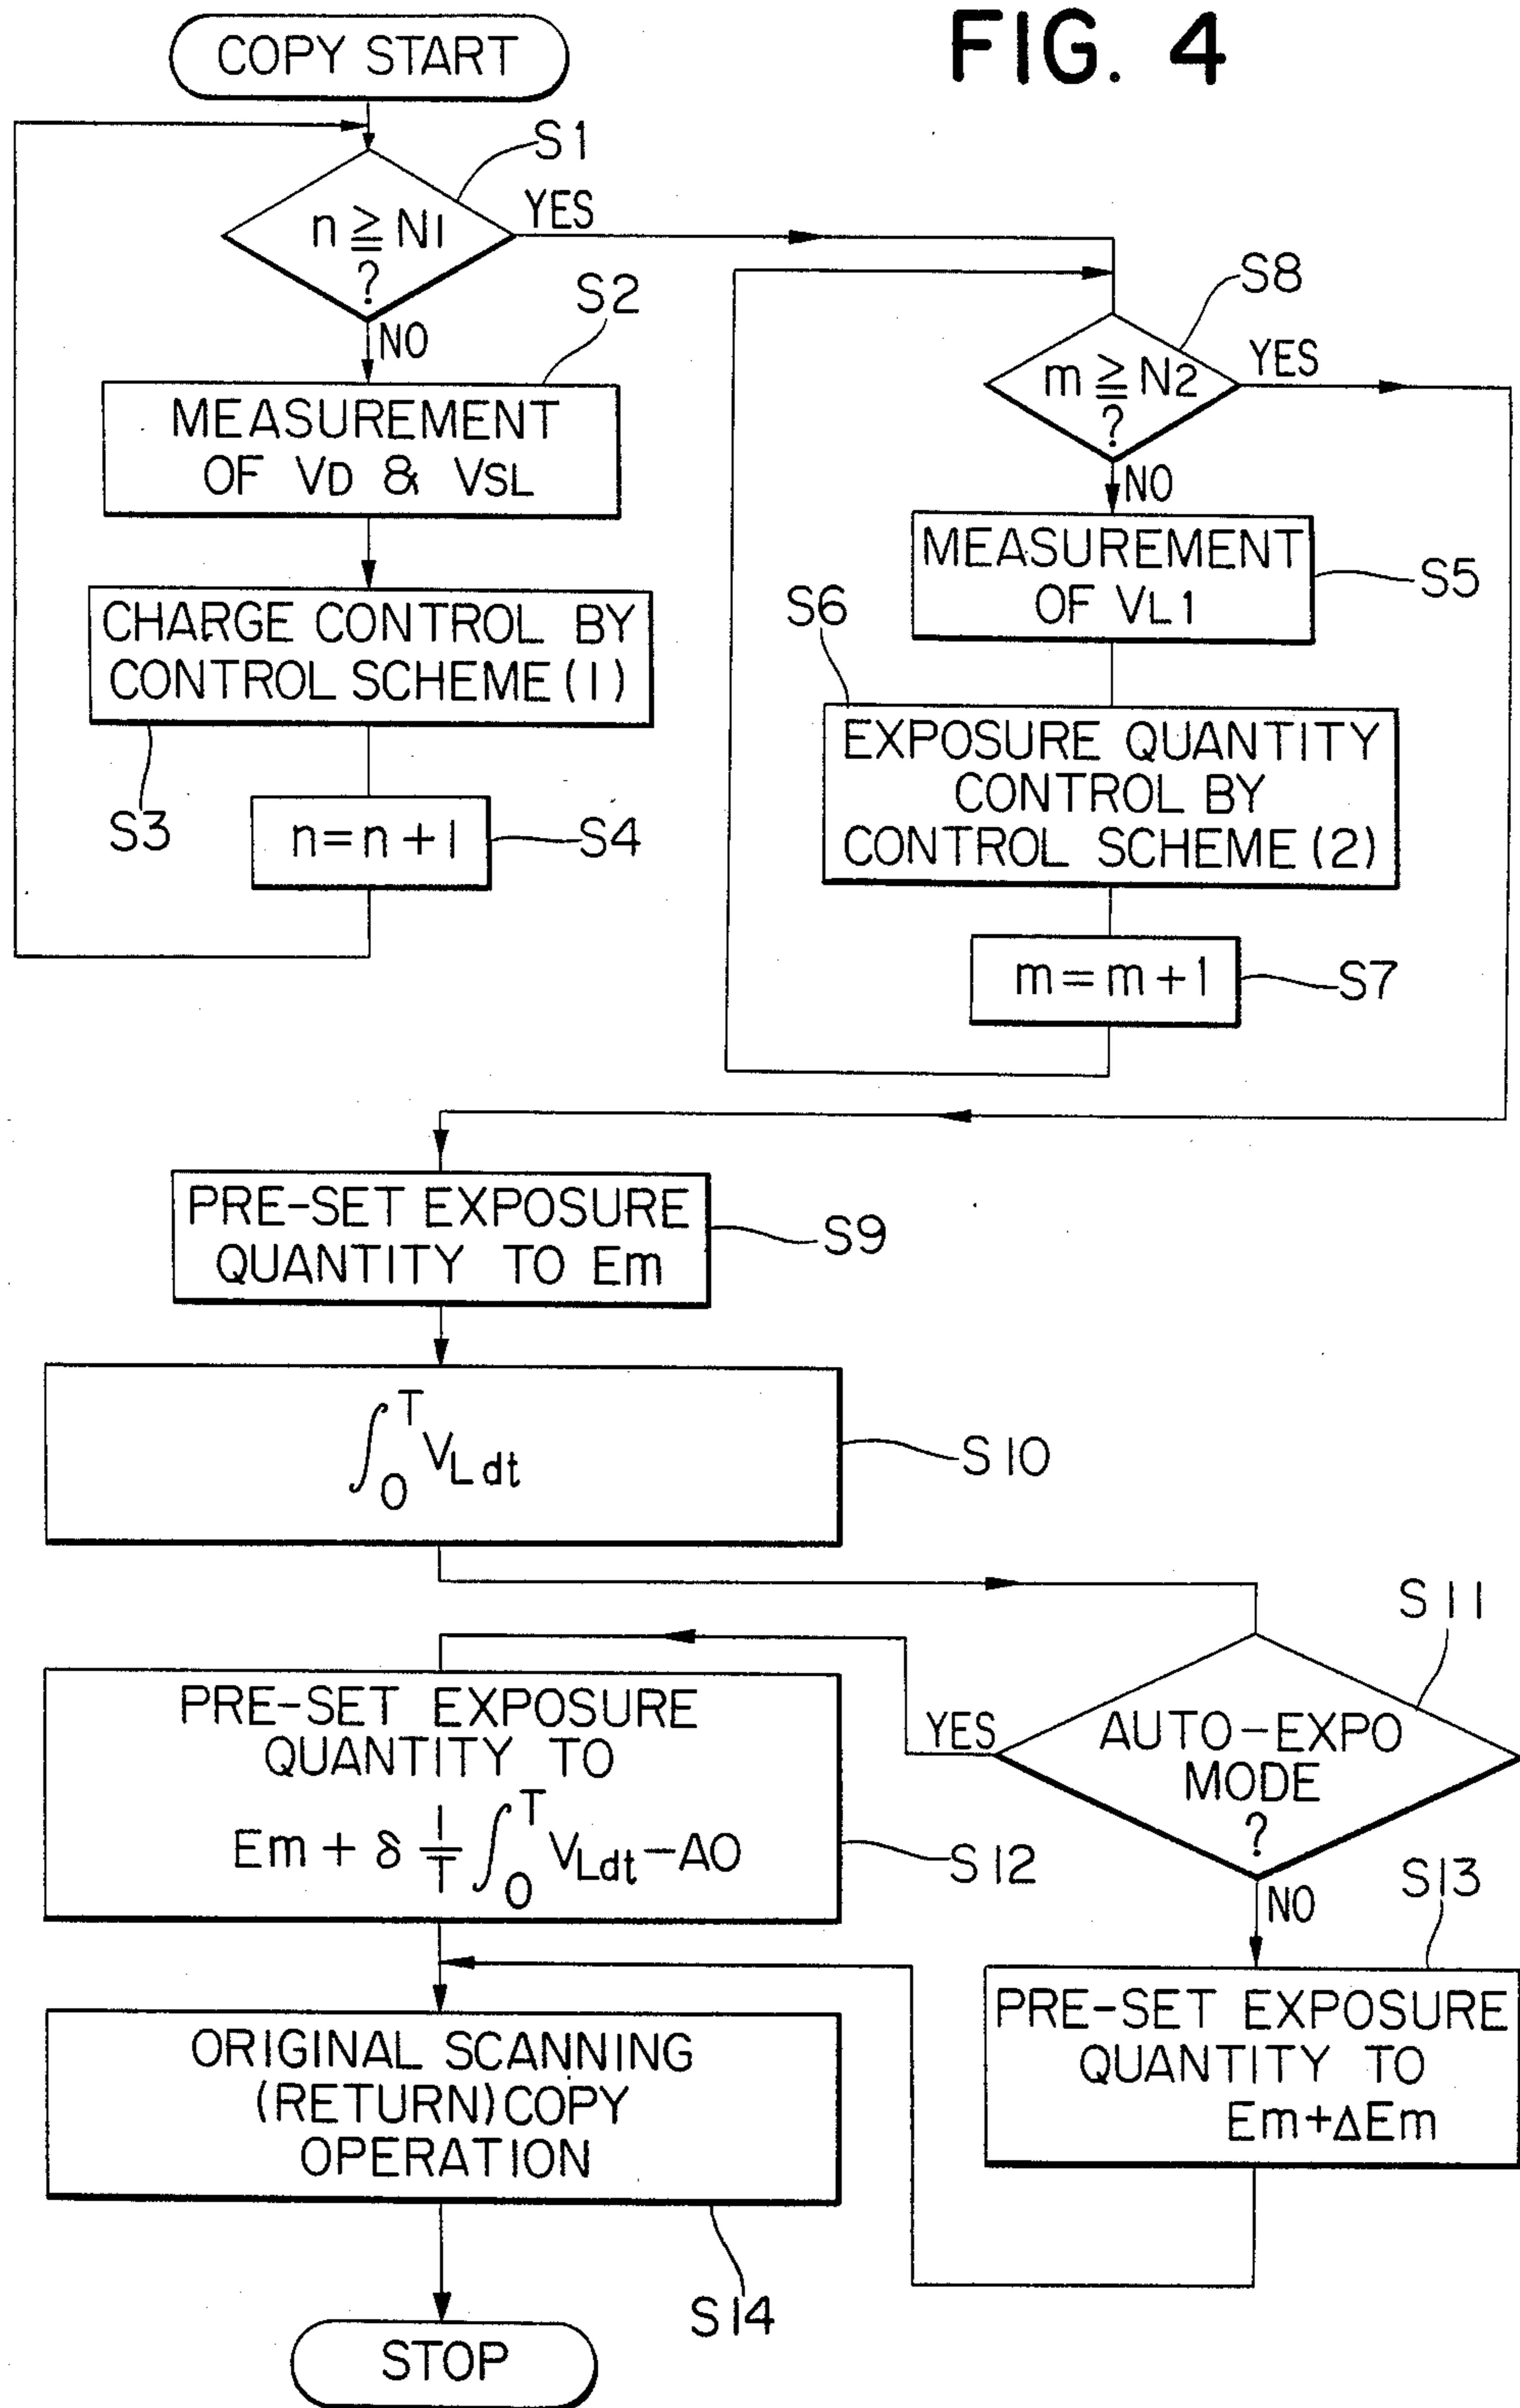 FIG. 4
COPY START
S1
n ≧ N1
?
YES
NO
S2
MEASUREMENT
OF VD & VSL
CHARGE CONTROL BY
CONTROL SCHEME (1)
S3
n = n + 1
S4
S8
m ≧ N2
?
YES
NO
MEASUREMENT
OF VL1
S5
S6
EXPOSURE QUANTITY
CONTROL BY
CONTROL SCHEME (2)
m = m + 1
S7
PRE-SET EXPOSURE
QUANTITY TO Em
S9
∫₀ᵀ VLdt
S10
S11
AUTO-EXPO
MODE
?
YES
NO
PRE-SET EXPOSURE
QUANTITY TO
Em + δ 1/T ∫₀ᵀ VLdt - A0
S12
S13
PRE-SET EXPOSURE
QUANTITY TO
Em + ΔEm
ORIGINAL SCANNING
(RETURN) COPY
OPERATION
S14
STOP